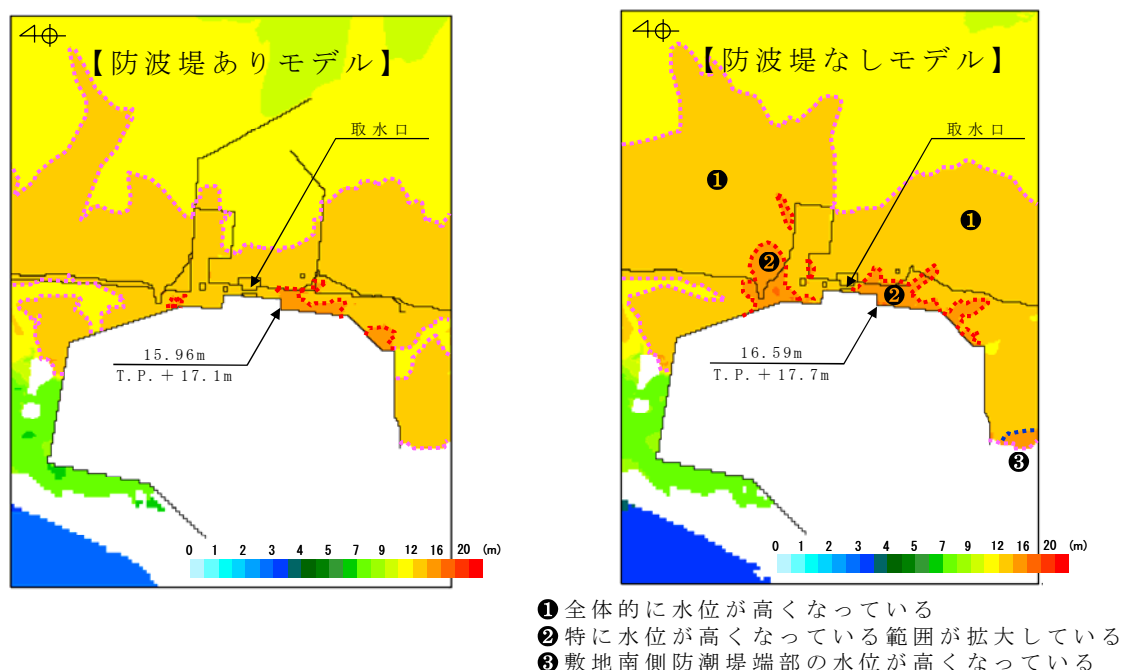 【防波堤ありモデル】
取水口
15.96m
T.P.＋17.1m
0 1 2 3 4 5 7 9 12 16 20 (m)
【防波堤なしモデル】
取水口
❶
❶
❷
❷
16.59m
T.P.＋17.7m
❸
0 1 2 3 4 5 7 9 12 16 20 (m)
❶全体的に水位が高くなっている
❷特に水位が高くなっている範囲が拡大している
❸敷地南側防潮堤端部の水位が高くなっている